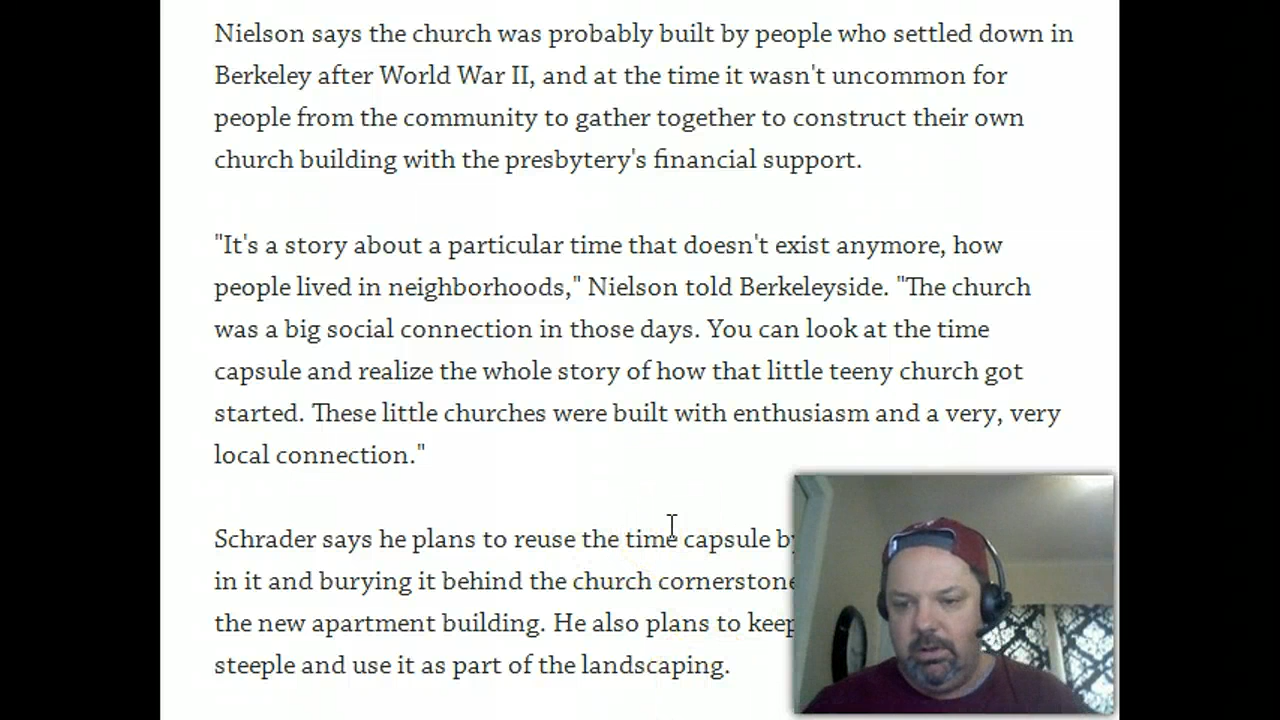 Nielson says the church was probably built by people who settled down in
Berkeley after World War II, and at the time it wasn't uncommon for
people from the community to gather together to construct their own
church building with the presbytery's financial support.
"It's a story about a particular time that doesn't exist anymore, how
people lived in neighborhoods," Nielson told Berkeleyside. "The church
was a big social connection in those days. You can look at the time
capsule and realize the whole story of how that little teeny church got
started. These little churches were built with enthusiasm and a very, very
local connection."
Schrader says he plans to reuse the time capsule
in it and burying it behind the church cornerstone
the new apartment building. He also plans to keep
steeple and use it as part of the landscaping.